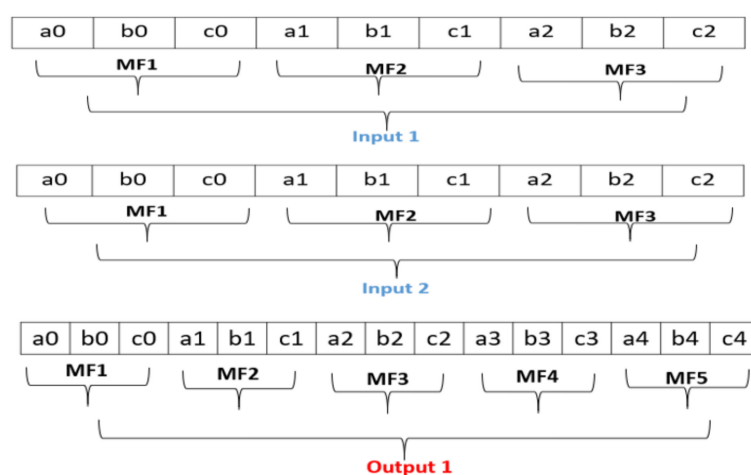 a0 b0 c0 a1 b1 c1 a2 b2 c2
MF1 MF2 MF3
Input 1
a0 b0 c0 a1 b1 c1 a2 b2 c2
MF1 MF2 MF3
Input 2
a0 b0 c0 a1 b1 c1 a2 b2 c2 a3 b3 c3 a4 b4 c4
MF1 MF2 MF3 MF4 MF5
Output 1